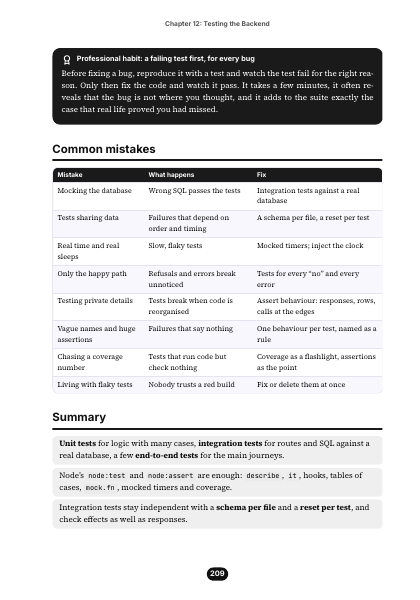 Chapter 12: Testing the Backend
Professional habit: a failing test first, for every bug
Before fixing a bug, reproduce it with a test and watch the test fail for the right rea-
son. Only then fix the code and watch it pass. It takes a few minutes, it often re-
veals that the bug is not where you thought, and it adds to the suite exactly the
case that real life proved you had missed.
Common mistakes
Mistake What happens Fix
Mocking the database Wrong SQL passes the tests Integration tests against a real
database
Tests sharing data Failures that depend on A schema per file, a reset per test
order and timing
Real time and real Slow, flaky tests Mocked timers; inject the clock
sleeps
Only the happy path Refusals and errors break Tests for every “no” and every
unnoticed error
Testing private details Tests break when code is Assert behaviour: responses, rows,
reorganised calls at the edges
Vague names and huge Failures that say nothing One behaviour per test, named as a
assertions rule
Chasing a coverage Tests that run code but Coverage as a flashlight, assertions
number check nothing as the point
Living with flaky tests Nobody trusts a red build Fix or delete them at once
Summary
Unit tests for logic with many cases, integration tests for routes and SQL against a
real database, a few end-to-end tests for the main journeys.
Node’s node:test and node:assert are enough: describe, it, hooks, tables of
cases, mock.fn, mocked timers and coverage.
Integration tests stay independent with a schema per file and a reset per test, and
check effects as well as responses.
209